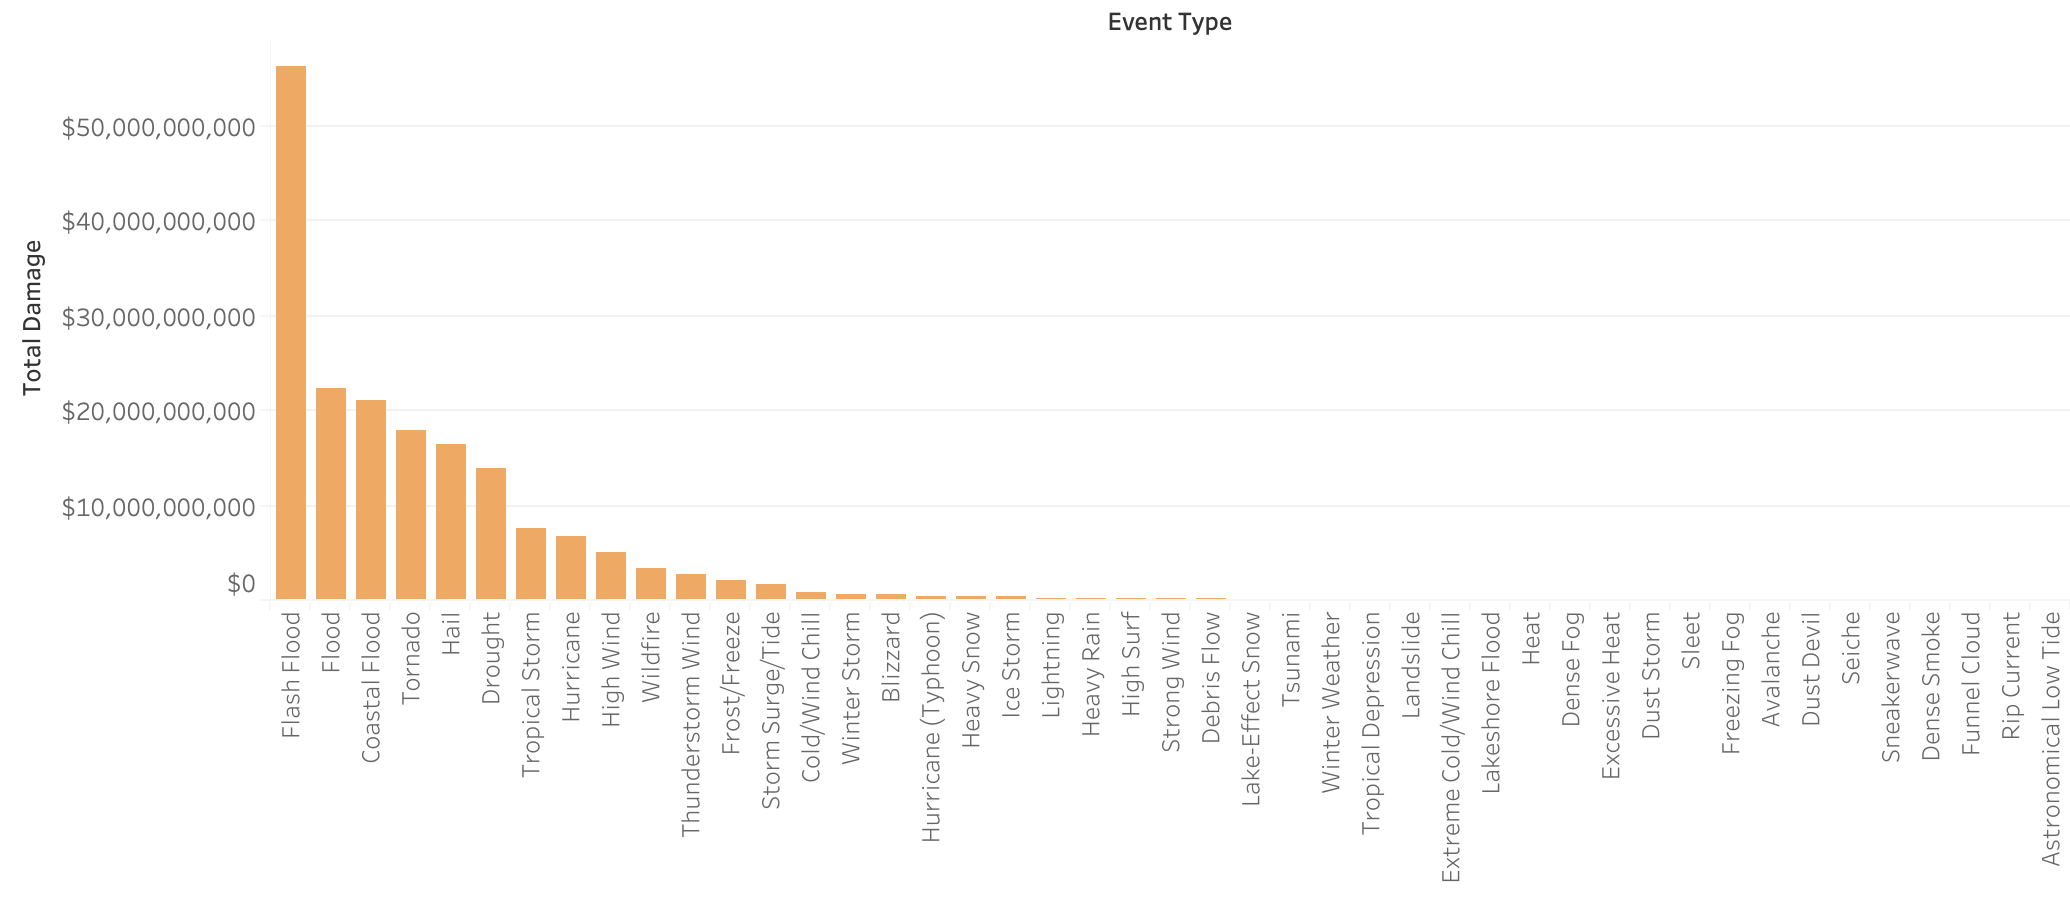 Event Type
Total Damage
$50,000,000,000
$40,000,000,000
$30,000,000,000
$20,000,000,000
$10,000,000,000
$0
Flash Flood
Flood
Coastal Flood
Tornado
Hail
Drought
Tropical Storm
Hurricane
High Wind
Wildfire
Thunderstorm Wind
Frost/Freeze
Storm Surge/Tide
Cold/Wind Chill
Winter Storm
Blizzard
Hurricane (Typhoon)
Heavy Snow
Ice Storm
Lightning
Heavy Rain
High Surf
Strong Wind
Debris Flow
Lake-Effect Snow
Tsunami
Winter Weather
Tropical Depression
Landslide
Extreme Cold/Wind Chill
Lakeshore Flood
Heat
Dense Fog
Excessive Heat
Dust Storm
Sleet
Freezing Fog
Avalanche
Dust Devil
Seiche
Sneakerwave
Dense Smoke
Funnel Cloud
Rip Current
Astronomical Low Tide